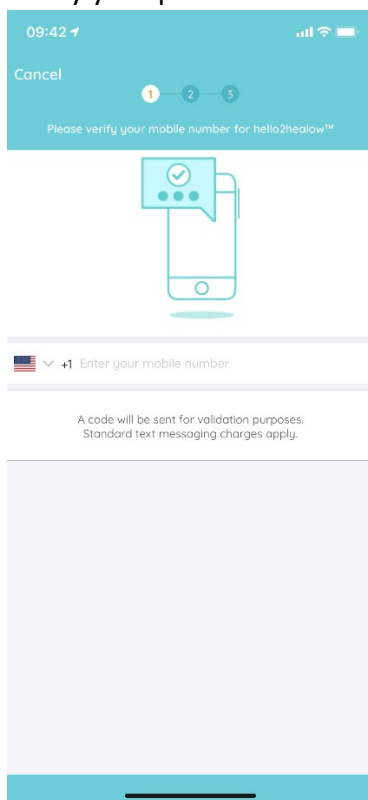 09:42
Cancel
1 2 3
Please verify your mobile number for hello2healow™
+1 Enter your mobile number
A code will be sent for validation purposes.
Standard text messaging charges apply.